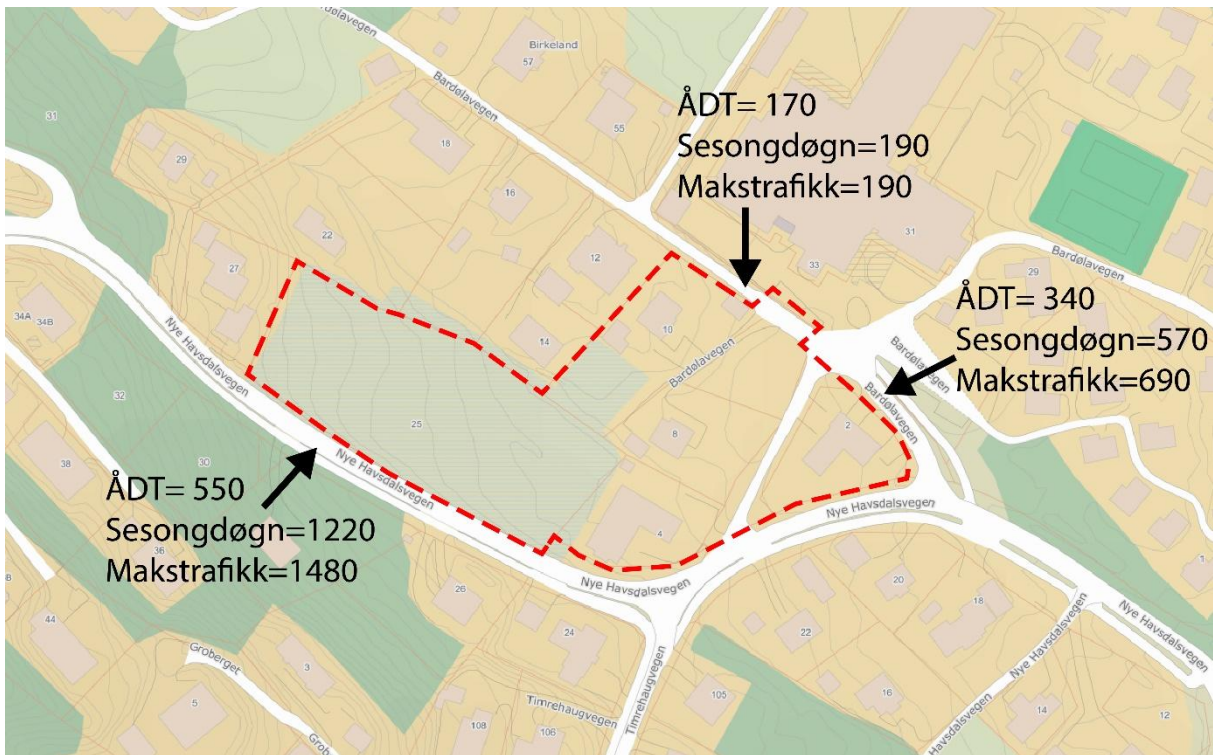 Birkeland
57
Bardølavegen
31
18
55
29
16
22
12
27
14
10
33
31
ÅDT= 170
Sesongdøgn=190
Makstrafikk=190
Bardølavegen
29
Bardølavegen
ÅDT= 340
Sesongdøgn=570
Makstrafikk=690
Bardølavegen
Bardølavegen
34A
34B
Nye Havsdalsvegen
32
25
8
2
38
30
Nye Havsdalsvegen
ÅDT= 550
Sesongdøgn=1220
Makstrafikk=1480
36
4
Nye Havsdalsvegen
Nye Havsdalsvegen
26
24
20
18
22
16
1
Nye Havsdalsvegen
Nye Havsdalsvegen
44
Groberget
3
5
Timrehaugvegen
Timrehaugvegen
108
106
105
14
12